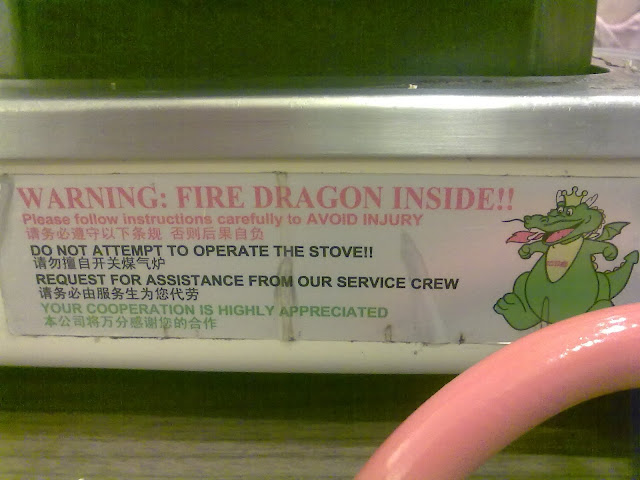 WARNING: FIRE DRAGON INSIDE!!
Please follow instructions carefully to AVOID INJURY
请务必遵守以下条规 否则后果自负
DO NOT ATTEMPT TO OPERATE THE STOVE!!
请勿擅自开关煤气炉
REQUEST FOR ASSISTANCE FROM OUR SERVICE CREW
请务必由服务生为您代劳
YOUR COOPERATION IS HIGHLY APPRECIATED
本公司将万分感谢您的合作